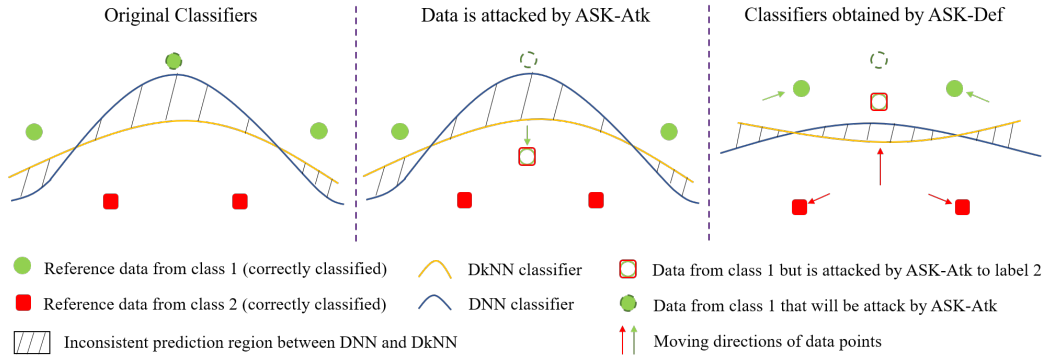 Original Classifiers
Data is attacked by ASK-Atk
Classifiers obtained by ASK-Def
Reference data from class 1 (correctly classified)
DkNN classifier
Data from class 1 but is attacked by ASK-Atk to label 2
Reference data from class 2 (correctly classified)
DNN classifier
Data from class 1 that will be attack by ASK-Atk
Inconsistent prediction region between DNN and DkNN
Moving directions of data points